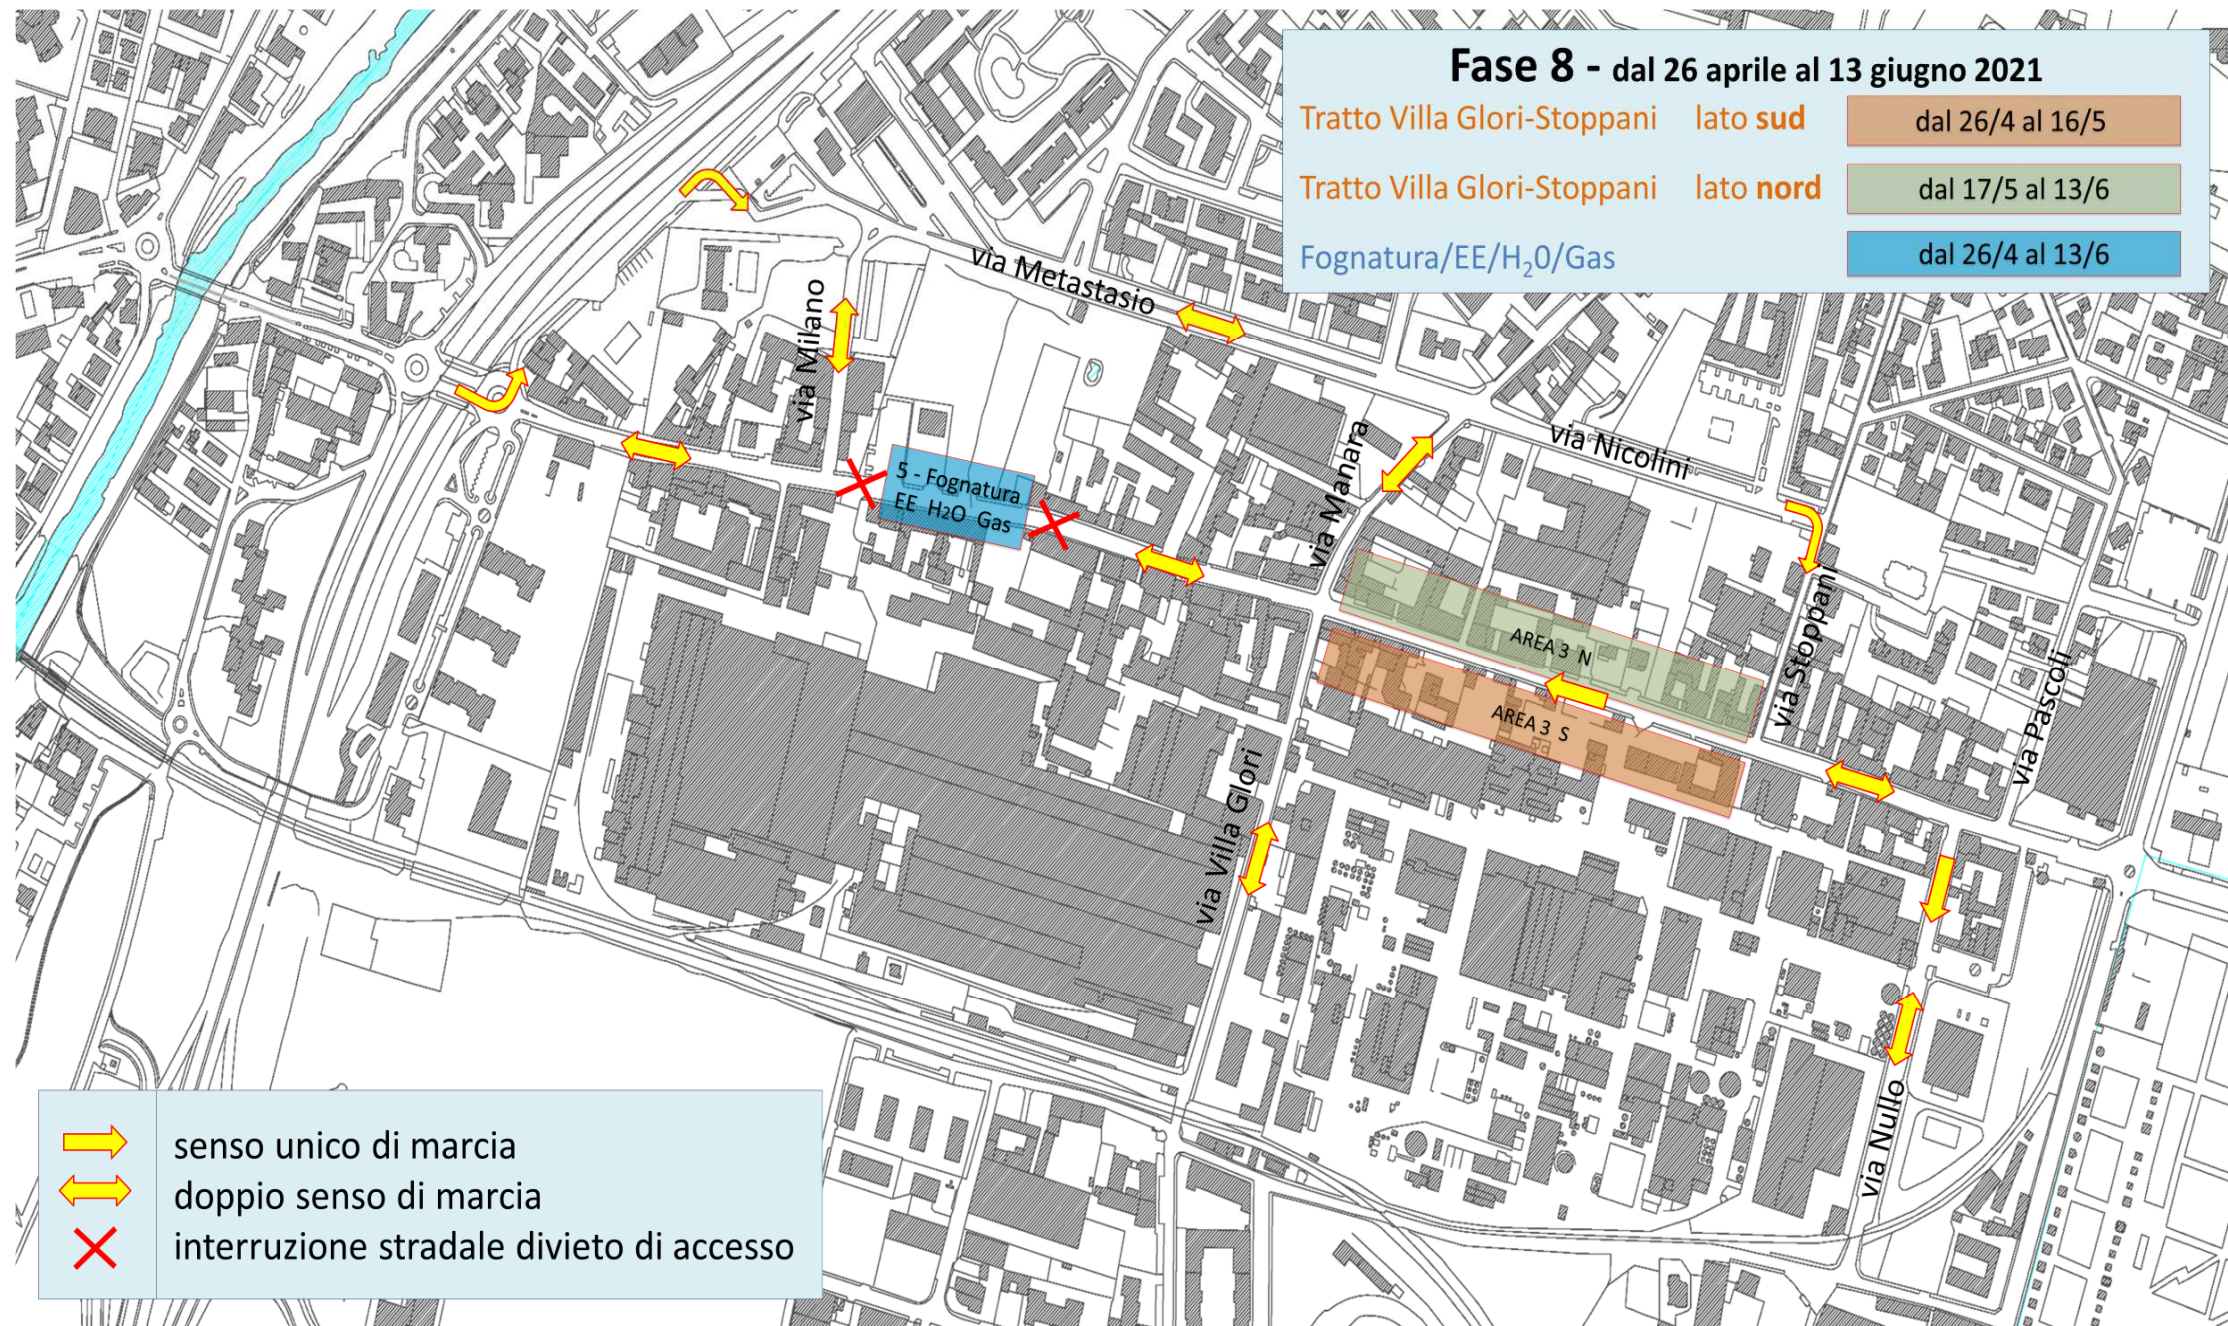 Fase 8 - dal 26 aprile al 13 giugno 2021
Tratto Villa Glori-Stoppani lato sud dal 26/4 al 16/5
Tratto Villa Glori-Stoppani lato nord dal 17/5 al 13/6
Fognatura/EE/H₂0/Gas dal 26/4 al 13/6
via Metastasio
via Milano
via Manara
via Nicolini
5 - Fognatura
EE H2O Gas
via Stoppani
AREA 3 N
AREA 3 S
via Pascoli
via Villa Glori
via Nullo
senso unico di marcia
doppio senso di marcia
interruzione stradale divieto di accesso